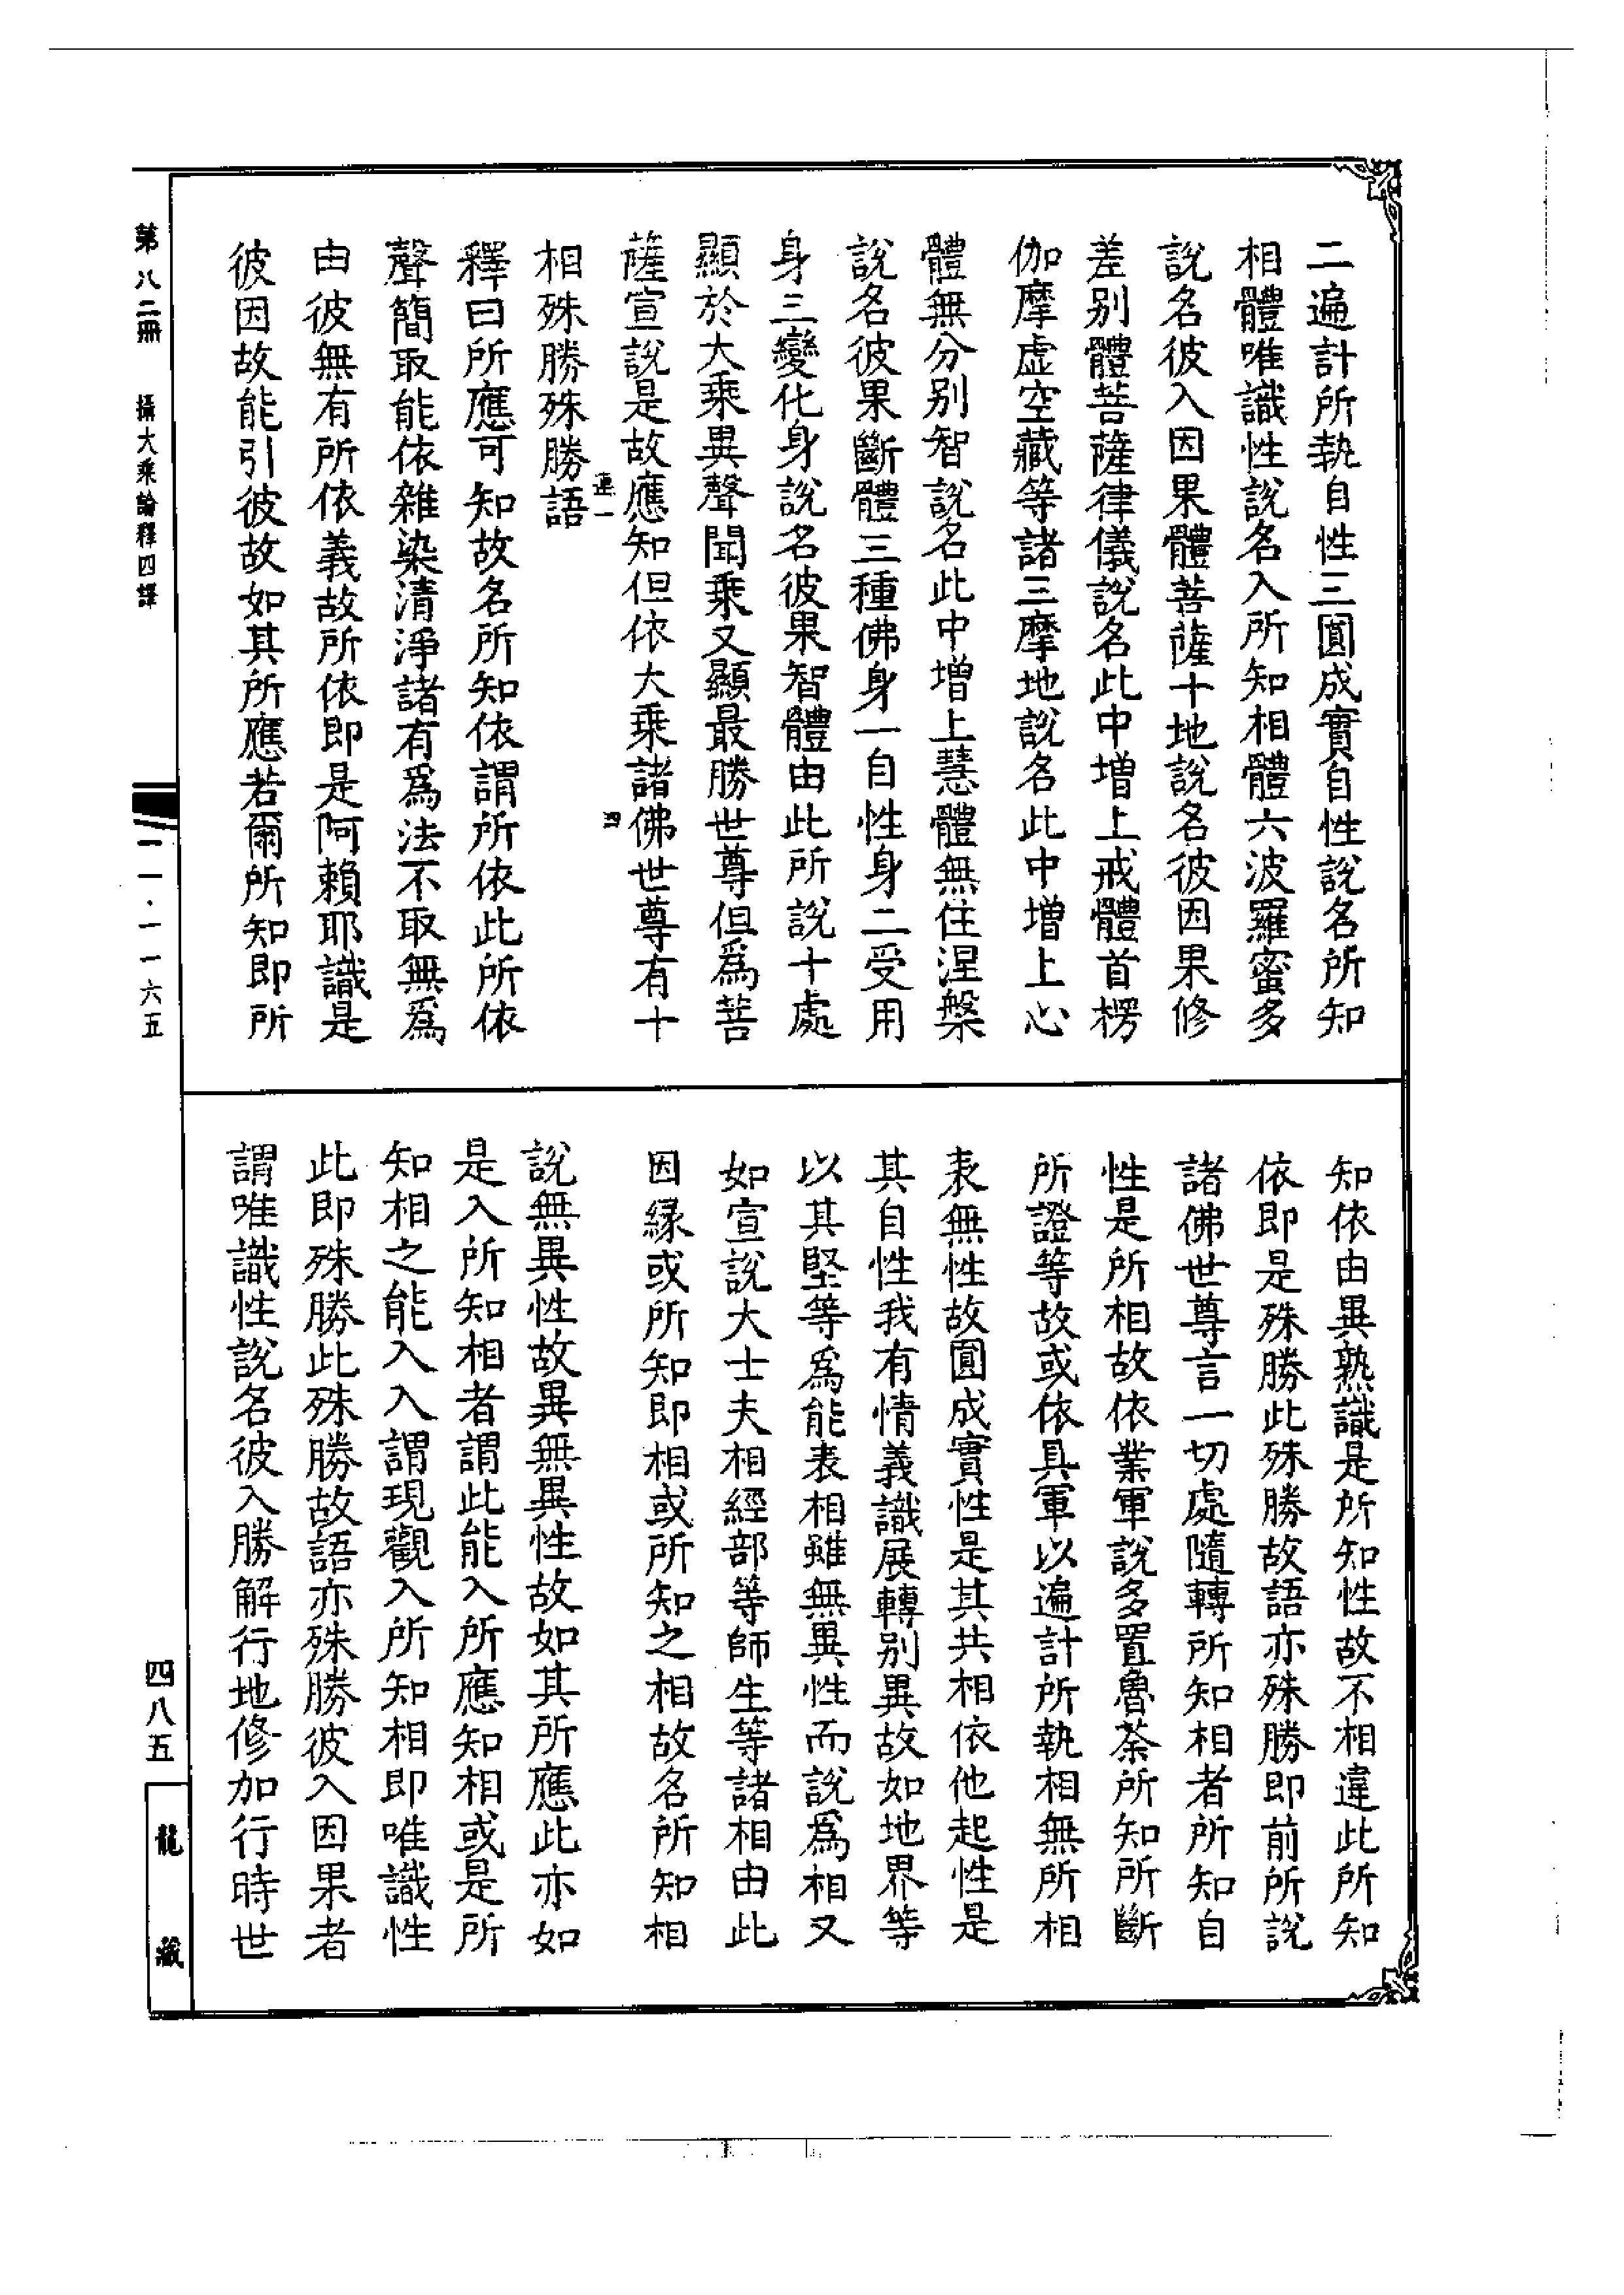 二遍計所執自性三圓成實自性說名所知
相體唯識性說名入所知相體六波羅蜜多
說名彼入因果體菩薩十地說名彼因果修
差别體菩薩律儀說名此中增上戒體首楞
伽摩虛空藏等諸三摩地說名此中增上心
體無分别智說名此中增上慧體無住涅槃
說名彼果斷體三種佛身一自性身二受用
身三變化身說名彼果智體由此所說十處
顯於大乘異聲聞乘又顯最勝世尊但爲菩
薩宣說是故應知但依大乘諸佛世尊有十
連一
四
相殊勝殊勝語
釋曰所應可知故名所知依謂所依此所依
聲簡取能依雜染清淨諸有爲法不取無爲
由彼無有所依義故所依即是阿賴耶識是
彼因故能引彼故如其所應若爾所知即所
知依由異熟識是所知性故不相違此所知
依即是殊勝此殊勝故語亦殊勝即前所說
諸佛世尊言一切處隨轉所知相者所知自
性是所相故依業軍說多置魯荼所知所斷
所證等故或依具軍以遍計所執相無所相
表無性故圓成實性是其共相依他起性是
其自性我有情義識展轉别異故如地界等
以其堅等爲能表相雖無異性而說爲相又
如宣說大士夫相經部等師生等諸相由此
因緣或所知即相或所知之相故名所知相
說無異性故異無異性故如其所應此亦如
是入所知相者謂此能入所應知相或是所
知相之能入入謂現觀入所知相即唯識性
此即殊勝此殊勝故語亦殊勝彼入因果者
謂唯識性說名彼入勝解行地修加行時世
第八二冊
攝大乘論釋四譯
一一·一一六五
四八五
龍藏